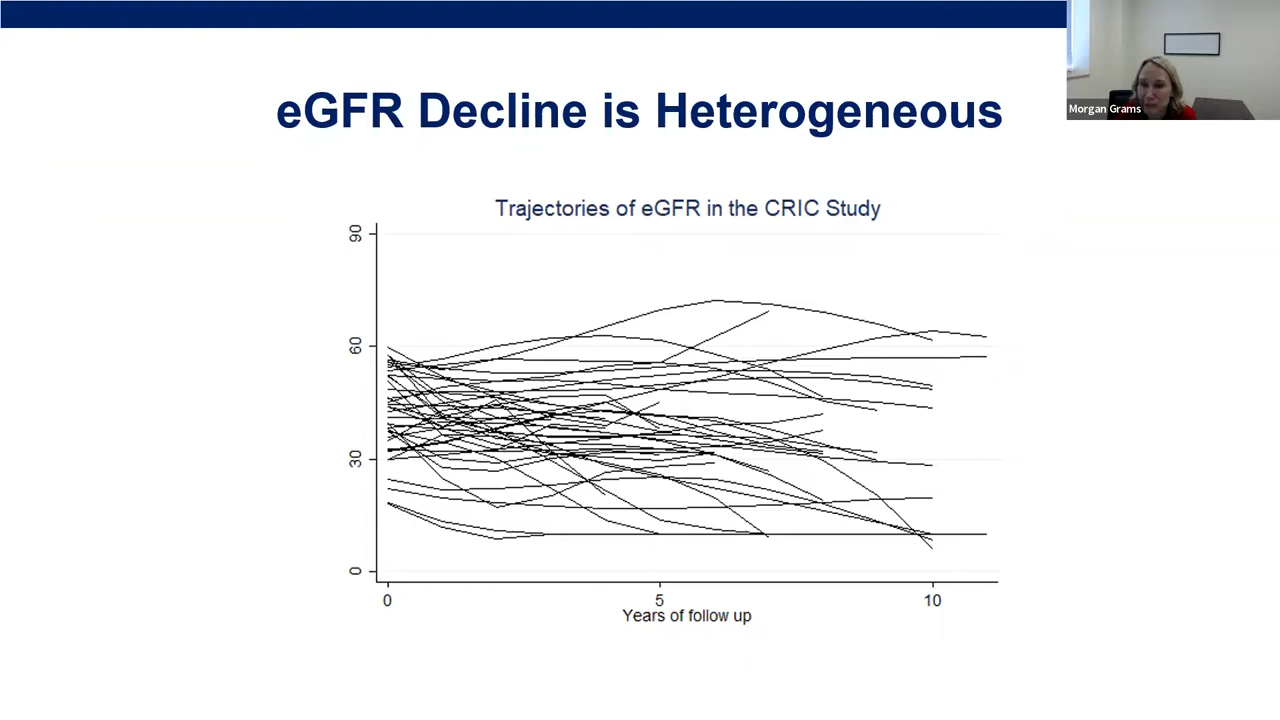 eGFR Decline is Heterogeneous
Morgan Grams
Trajectories of eGFR in the CRIC Study
90
60
30
0
0 5 10
Years of follow up